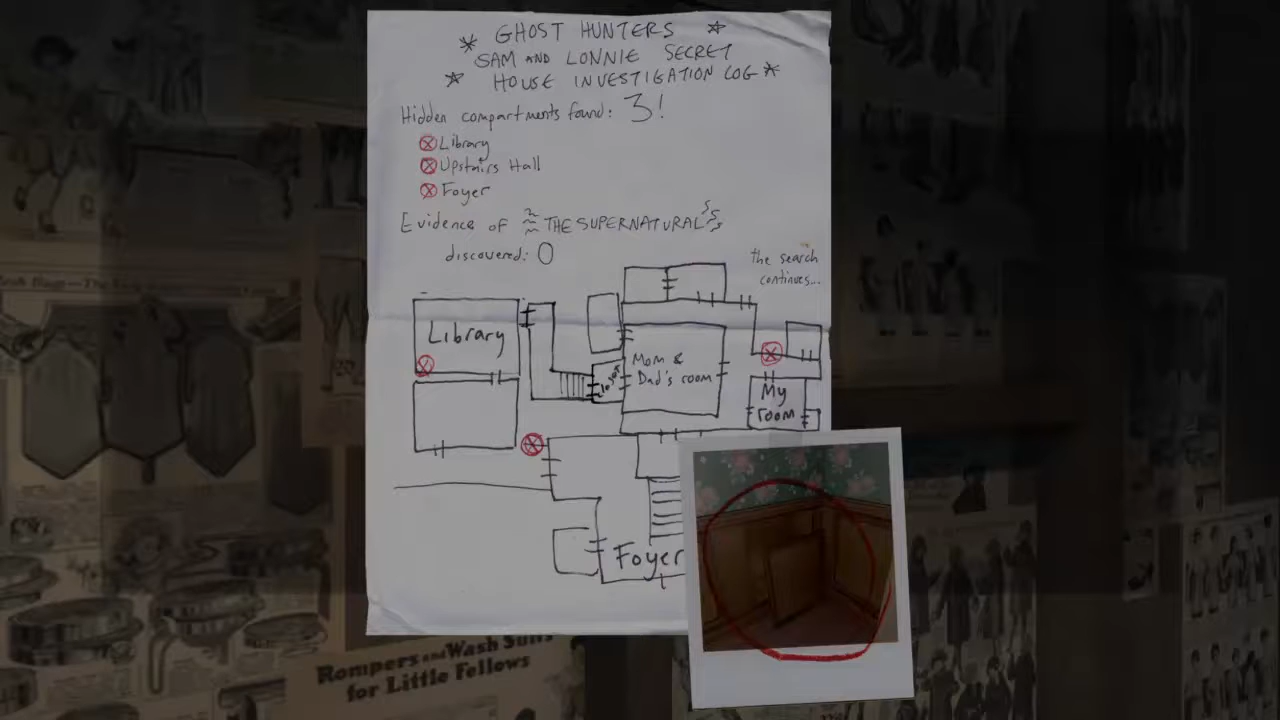 GHOST HUNTERS
SAM AND LONNIE SECRET
HOUSE INVESTIGATION LOG
Hidden compartments found: 3!
Library
Upstairs Hall
Foyer
Evidence of THE SUPERNATURAL
discovered: 0
the search
continues...
Library
Mom &
Dad's room
My
room
Foyer
Rompers and Wash Suits
for Little Fellows